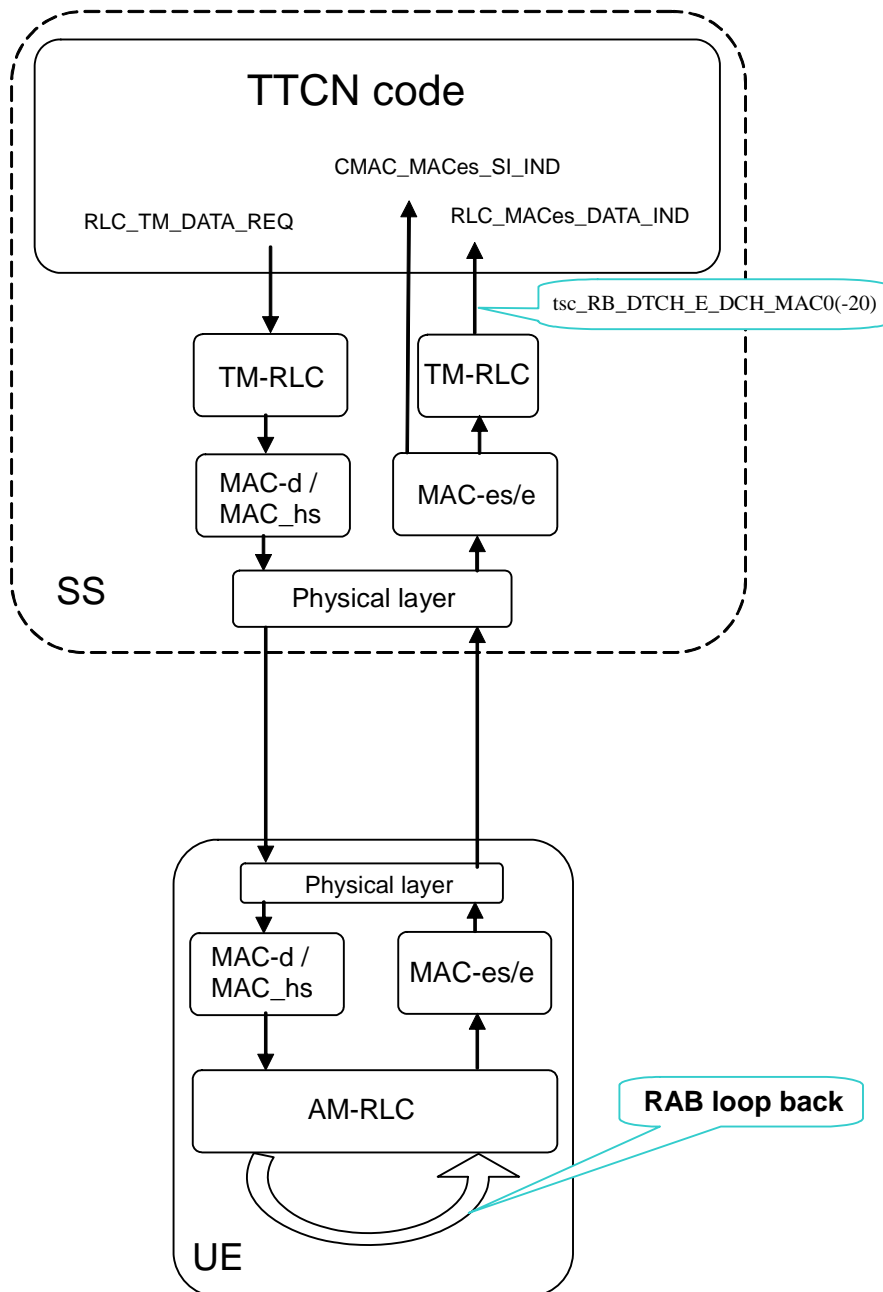 TTCN code
CMAC_MACes_SI_IND
RLC_TM_DATA_REQ
RLC_MACes_DATA_IND
tsc_RB_DTCH_E_DCH_MAC0(-20)
TM-RLC
TM-RLC
MAC-d /
MAC_hs
MAC-es/e
SS
Physical layer
Physical layer
MAC-d /
MAC_hs
MAC-es/e
AM-RLC
RAB loop back
UE